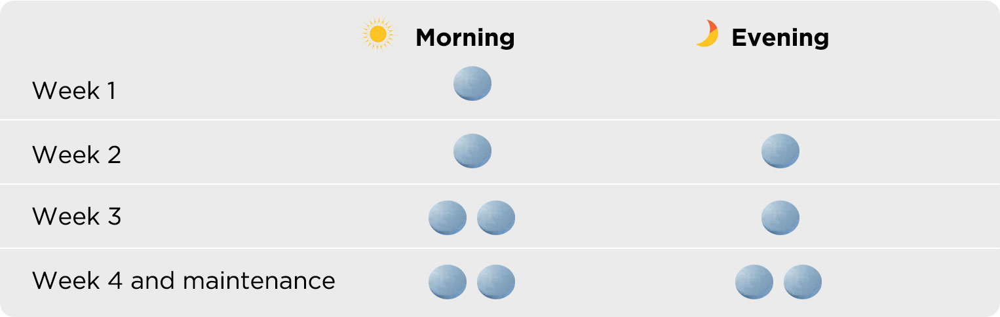 Morning Evening
Week 1
Week 2
Week 3
Week 4 and maintenance